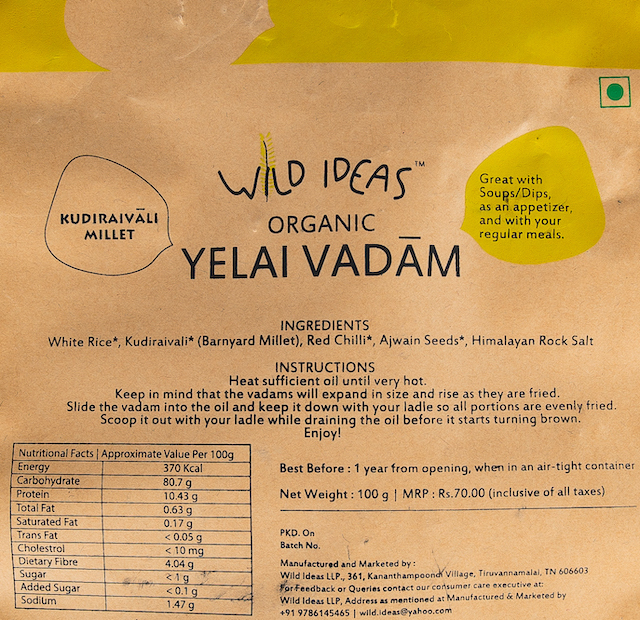 WILD IDEAS™
KUDIRAIVĀLI
MILLET
ORGANIC
YELAI VADĀM
Great with
Soups/Dips,
as an appetizer,
and with your
regular meals.
INGREDIENTS
White Rice*, Kudiraivali* (Barnyard Millet), Red Chilli*, Ajwain Seeds*, Himalayan Rock Salt
INSTRUCTIONS
Heat sufficient oil until very hot.
Keep in mind that the vadams will expand in size and rise as they are fried.
Slide the vadam into the oil and keep it down with your ladle so all portions are evenly fried.
Scoop it out with your ladle while draining the oil before it starts turning brown.
Enjoy!
Nutritional Facts | Approximate Value Per 100g
Energy 370 Kcal
Carbohydrate 80.7 g
Protein 10.43 g
Total Fat 0.63 g
Saturated Fat 0.17 g
Trans Fat < 0.05 g
Cholestrol < 10 mg
Dietary Fibre 4.04 g
Sugar < 1 g
Added Sugar < 0.1 g
Sodium 1.47 g
Best Before : 1 year from opening, when in an air-tight container
Net Weight : 100 g | MRP : Rs.70.00 (inclusive of all taxes)
PKD. On
Batch No.
Manufactured and Marketed by :
Wild Ideas LLP., 361, Kananthampoondi Village, Tiruvannamalai, TN 606603
For Feedback or Queries contact our consumer care executive at:
Wild Ideas LLP, Address as mentioned at Manufactured & Marketed by
+91 9786145465 | wild.ideas@yahoo.com